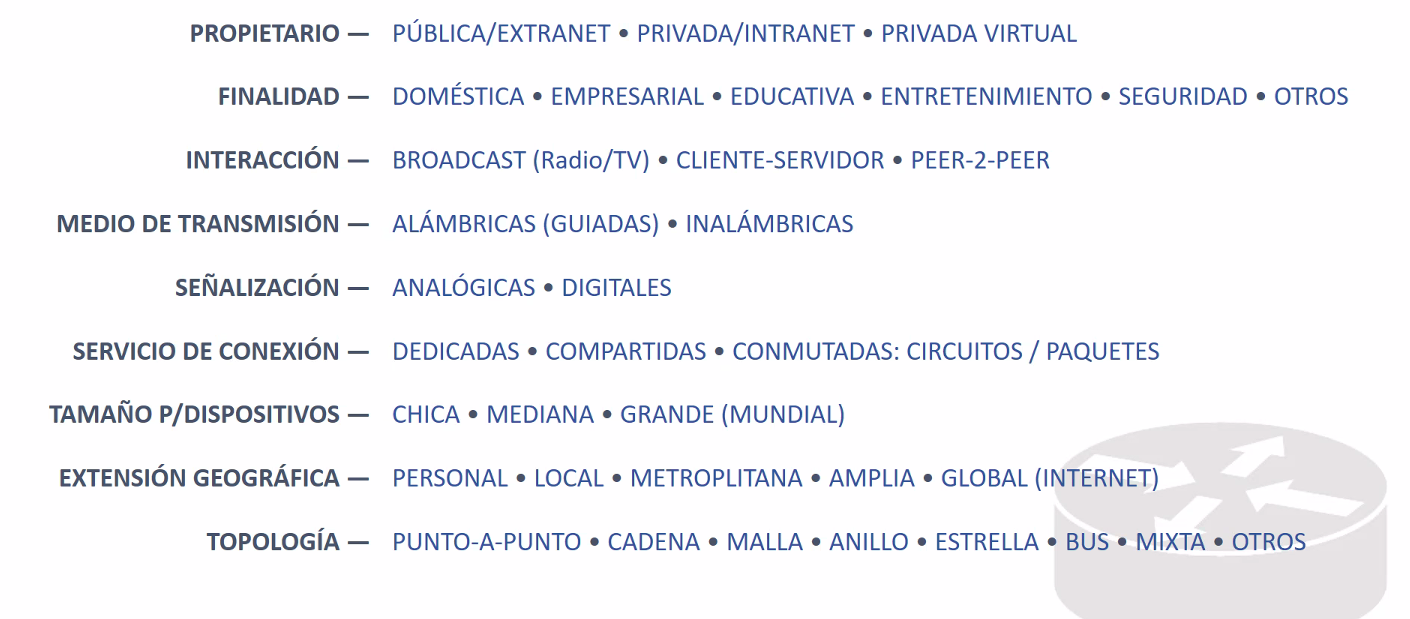 PROPIETARIO — PÚBLICA/EXTRANET • PRIVADA/INTRANET • PRIVADA VIRTUAL
FINALIDAD — DOMÉSTICA • EMPRESARIAL • EDUCATIVA • ENTRETENIMIENTO • SEGURIDAD • OTROS
INTERACCIÓN — BROADCAST (Radio/TV) • CLIENTE-SERVIDOR • PEER-2-PEER
MEDIO DE TRANSMISIÓN — ALÁMBRICAS (GUIADAS) • INALÁMBRICAS
SEÑALIZACIÓN — ANALÓGICAS • DIGITALES
SERVICIO DE CONEXIÓN — DEDICADAS • COMPARTIDAS • CONMUTADAS: CIRCUITOS / PAQUETES
TAMAÑO P/DISPOSITIVOS — CHICA • MEDIANA • GRANDE (MUNDIAL)
EXTENSIÓN GEOGRÁFICA — PERSONAL • LOCAL • METROPLITANA • AMPLIA • GLOBAL (INTERNET)
TOPOLOGÍA — PUNTO-A-PUNTO • CADENA • MALLA • ANILLO • ESTRELLA • BUS • MIXTA • OTROS